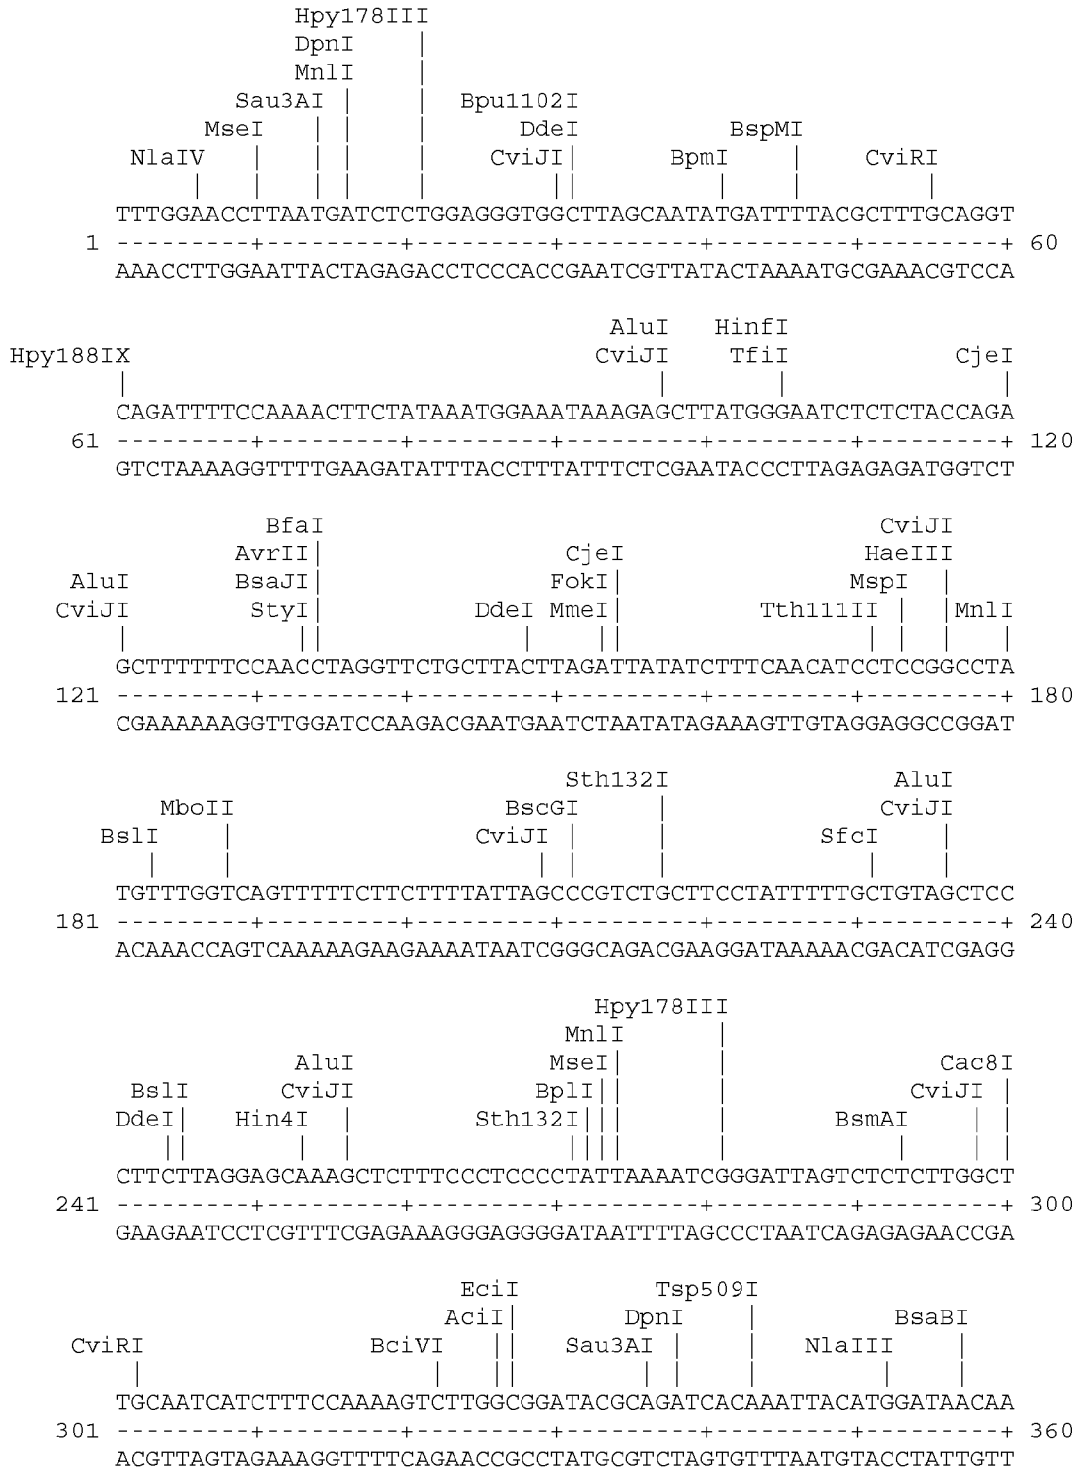 Hpy178III
DpnI |
MnlI |
Sau3AI | | Bpu1102I
MseI | | | DdeI BspMI
NlaIV | | | | CviJI | BpmI | CviRI
| | | | | | | | | |
TTTGGAACCTTAATGATCTCTGGAGGGTGGCTTAGCAATATGATTTTACGCTTTGCAGGT
1 ---------+---------+---------+---------+---------+---------+ 60
AAACCTTGGAATTACTAGAGACCTCCCACCGAATCGTTATACTAAAATGCGAAACGTCCA
AluI HinfI
Hpy188IX CviJI TfiI CjeI
| | | |
CAGATTTTCCAAAACTTCTATAAATGGAAATAAAGAGCTTATGGGAATCTCTCTACCAGA
61 ---------+---------+---------+---------+---------+---------+ 120
GTCTAAAAGGTTTTGAAGATATTTACCTTTATTTCTCGAATACCCTTAGAGAGATGGTCT
BfaI CviJI
AvrII| CjeI HaeIII|
AluI BsaJI| FokI| MspI |
CviJI StyI| DdeI MmeI| Tth111II | |MnlI
| || | || | | | |
GCTTTTTTCCAACCTAGGTTCTGCTTACTTAGATTATATCTTTCAACATCCTCCGGCCTA
121 ---------+---------+---------+---------+---------+---------+ 180
CGAAAAAAGGTTGGATCCAAGACGAATGAATCTAATATAGAAAGTTGTAGGAGGCCGGAT
Sth132I AluI
MboII BscGI | CviJI
BslI | CviJI | | SfcI |
| | | | | | |
TGTTTGGTCAGTTTTTCTTCTTTTATTAGCCCGTCTGCTTCCTATTTTTGCTGTAGCTCC
181 ---------+---------+---------+---------+---------+---------+ 240
ACAAACCAGTCAAAAAGAAGAAAATAATCGGGCAGACGAAGGATAAAAACGACATCGAGG
Hpy178III
MnlI |
AluI MseI| | Cac8I
BslI CviJI BplI|| | CviJI |
DdeI| Hin4I | Sth132I||| | BsmAI | |
|| | | |||| | | | |
CTTCTTAGGAGCAAAGCTCTTTCCCTCCCCTATTAAAATCGGGATTAGTCTCTCTTGGCT
241 ---------+---------+---------+---------+---------+---------+ 300
GAAGAATCCTCGTTTCGAGAAAGGGAGGGGATAATTTTAGCCCTAATCAGAGAGAACCGA
EciI Tsp509I
AciI| DpnI | BsaBI
CviRI BciVI || Sau3AI | | NlaIII |
| | || | | | | |
TGCAATCATCTTTCCAAAAGTCTTGGCGGATACGCAGATCACAAATTACATGGATAACAA
301 ---------+---------+---------+---------+---------+---------+ 360
ACGTTAGTAGAAAGGTTTTCAGAACCGCCTATGCGTCTAGTGTTTAATGTACCTATTGTT